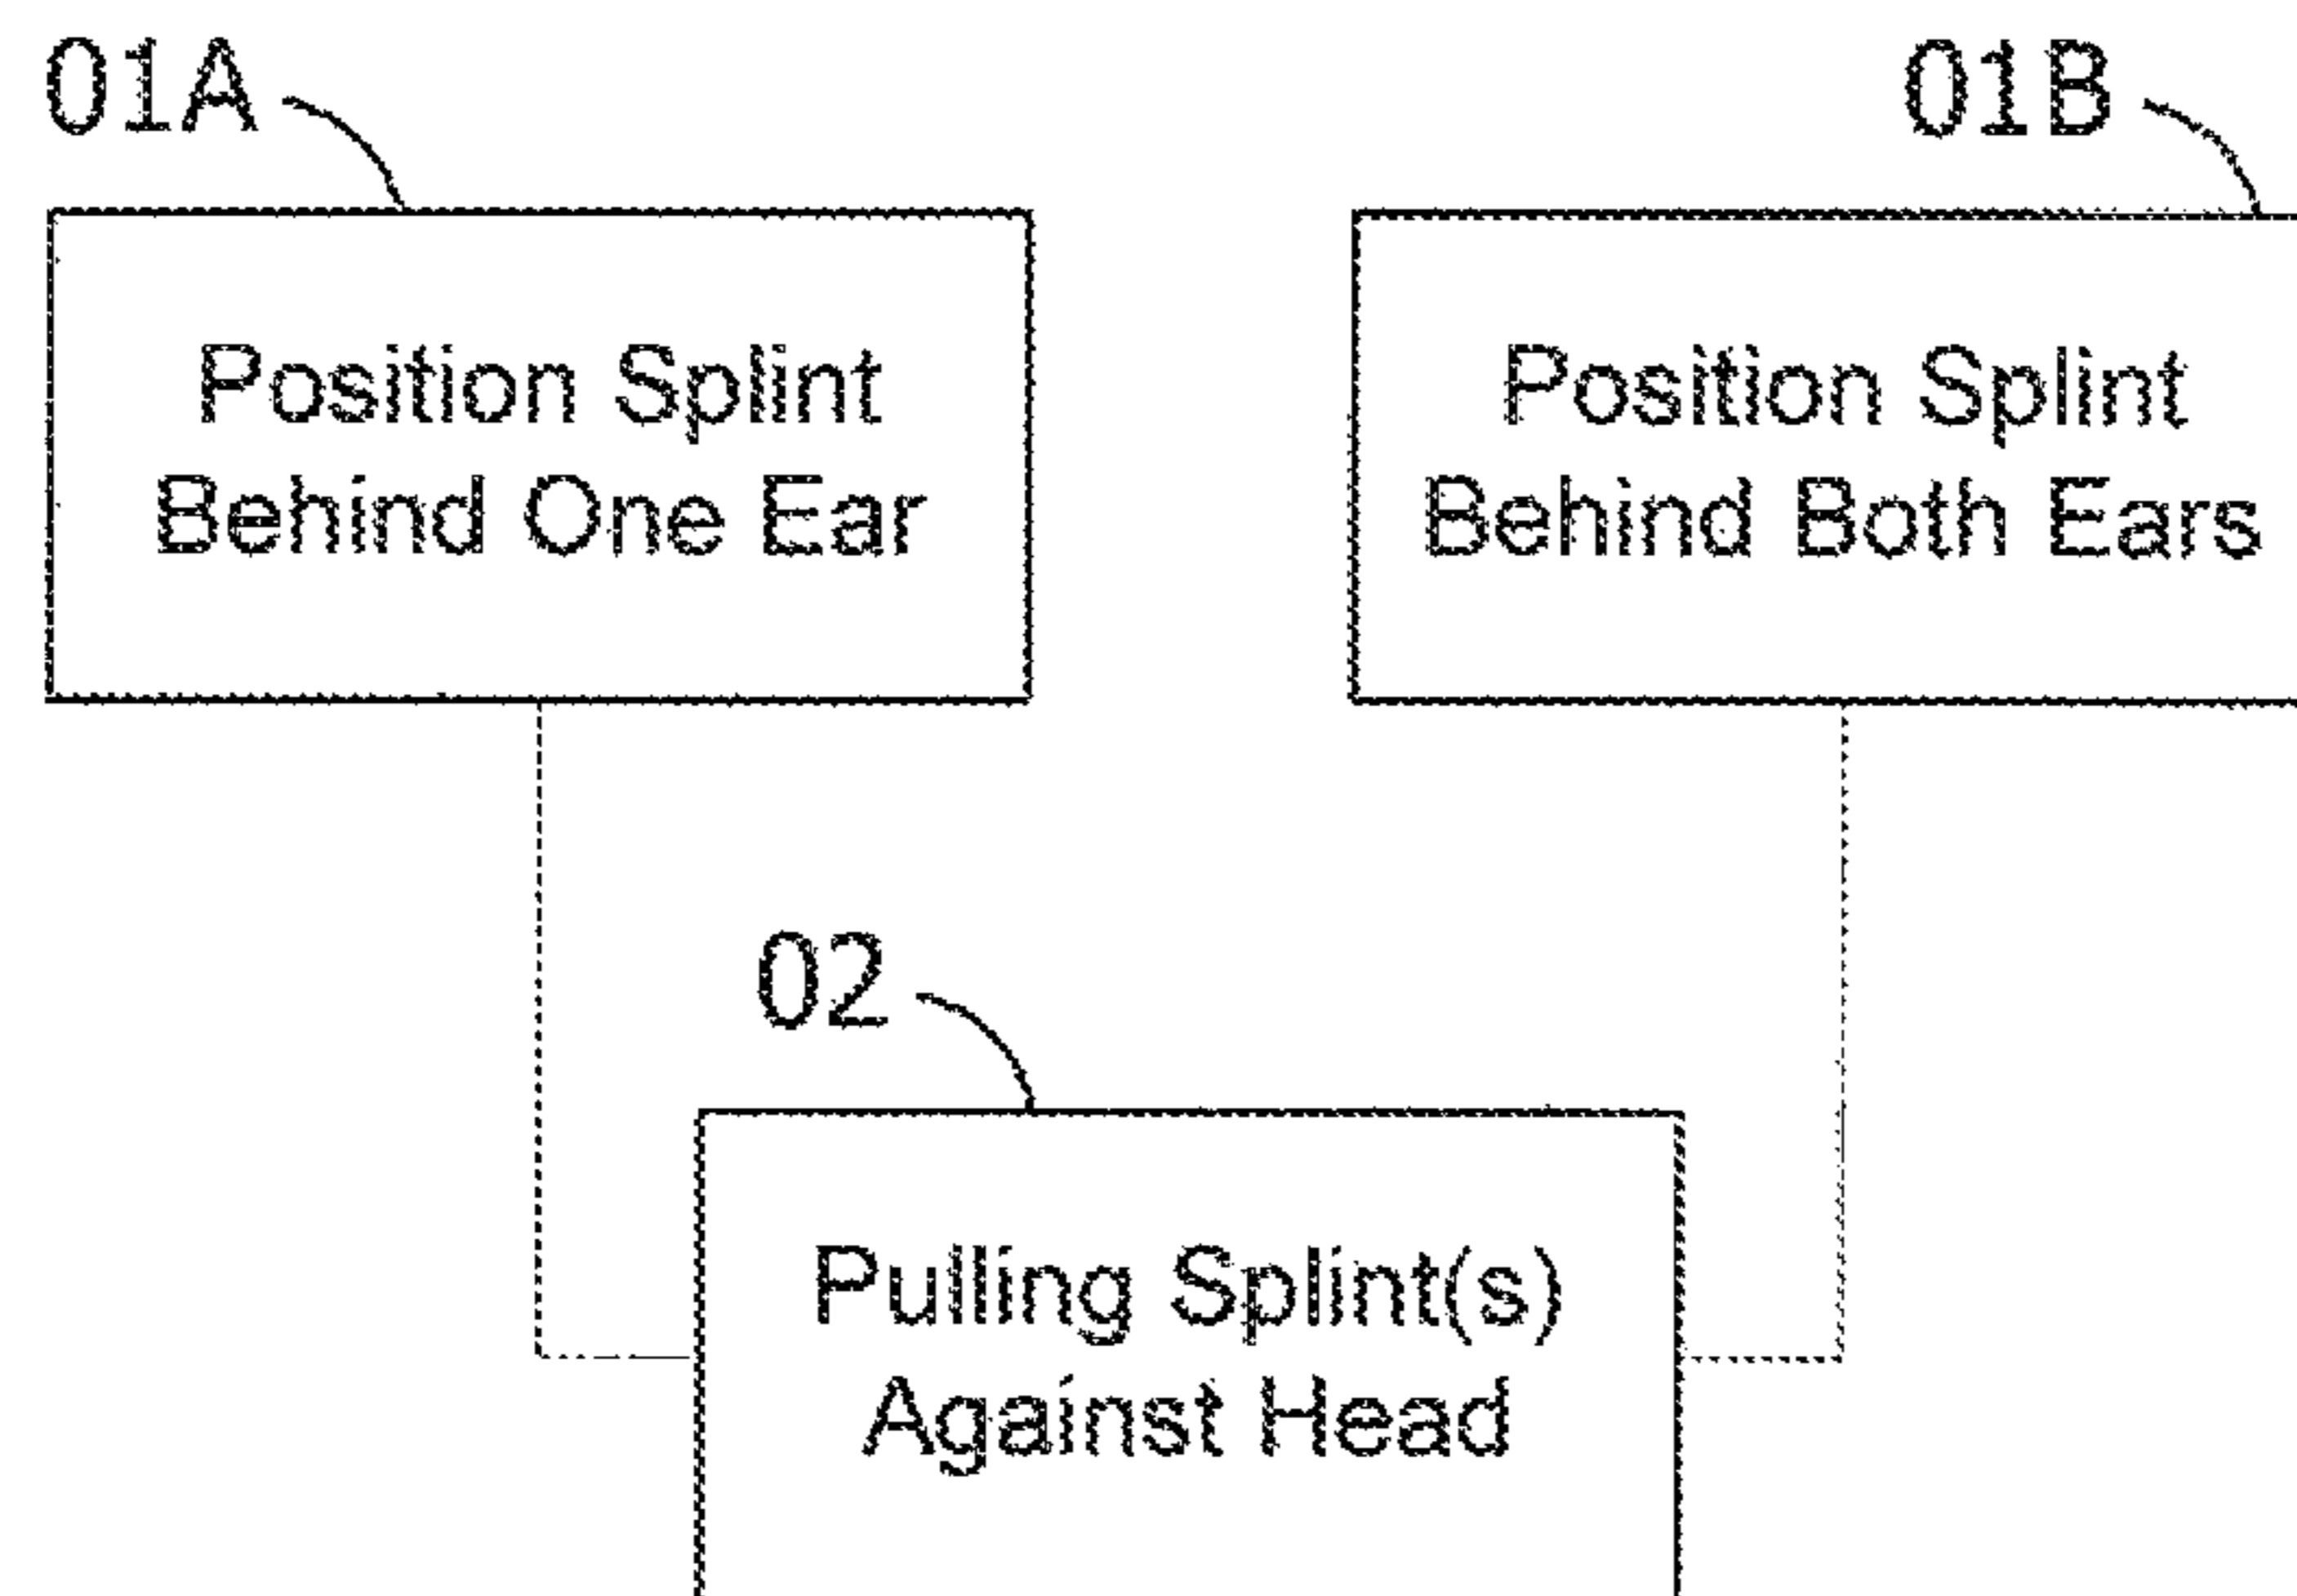 01A
01B
Position Splint
Behind One Ear
Position Splint
Behind Both Ears
02
Pulling Splint(s)
Against Head